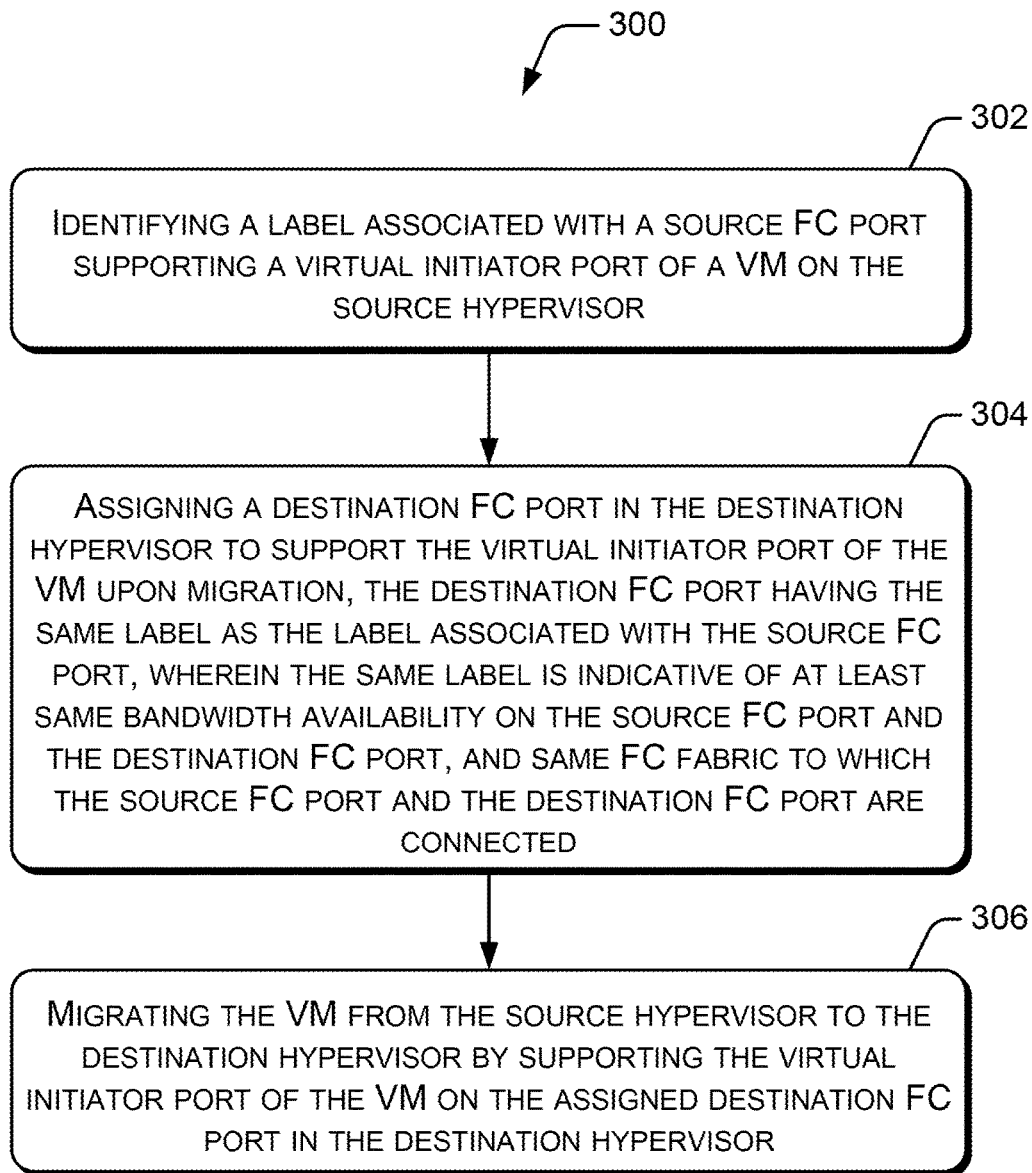 300
302
IDENTIFYING A LABEL ASSOCIATED WITH A SOURCE FC PORT
SUPPORTING A VIRTUAL INITIATOR PORT OF A VM ON THE
SOURCE HYPERVISOR
304
ASSIGNING A DESTINATION FC PORT IN THE DESTINATION
HYPERVISOR TO SUPPORT THE VIRTUAL INITIATOR PORT OF THE
VM UPON MIGRATION, THE DESTINATION FC PORT HAVING THE
SAME LABEL AS THE LABEL ASSOCIATED WITH THE SOURCE FC
PORT, WHEREIN THE SAME LABEL IS INDICATIVE OF AT LEAST
SAME BANDWIDTH AVAILABILITY ON THE SOURCE FC PORT AND
THE DESTINATION FC PORT, AND SAME FC FABRIC TO WHICH
THE SOURCE FC PORT AND THE DESTINATION FC PORT ARE
CONNECTED
306
MIGRATING THE VM FROM THE SOURCE HYPERVISOR TO THE
DESTINATION HYPERVISOR BY SUPPORTING THE VIRTUAL
INITIATOR PORT OF THE VM ON THE ASSIGNED DESTINATION FC
PORT IN THE DESTINATION HYPERVISOR